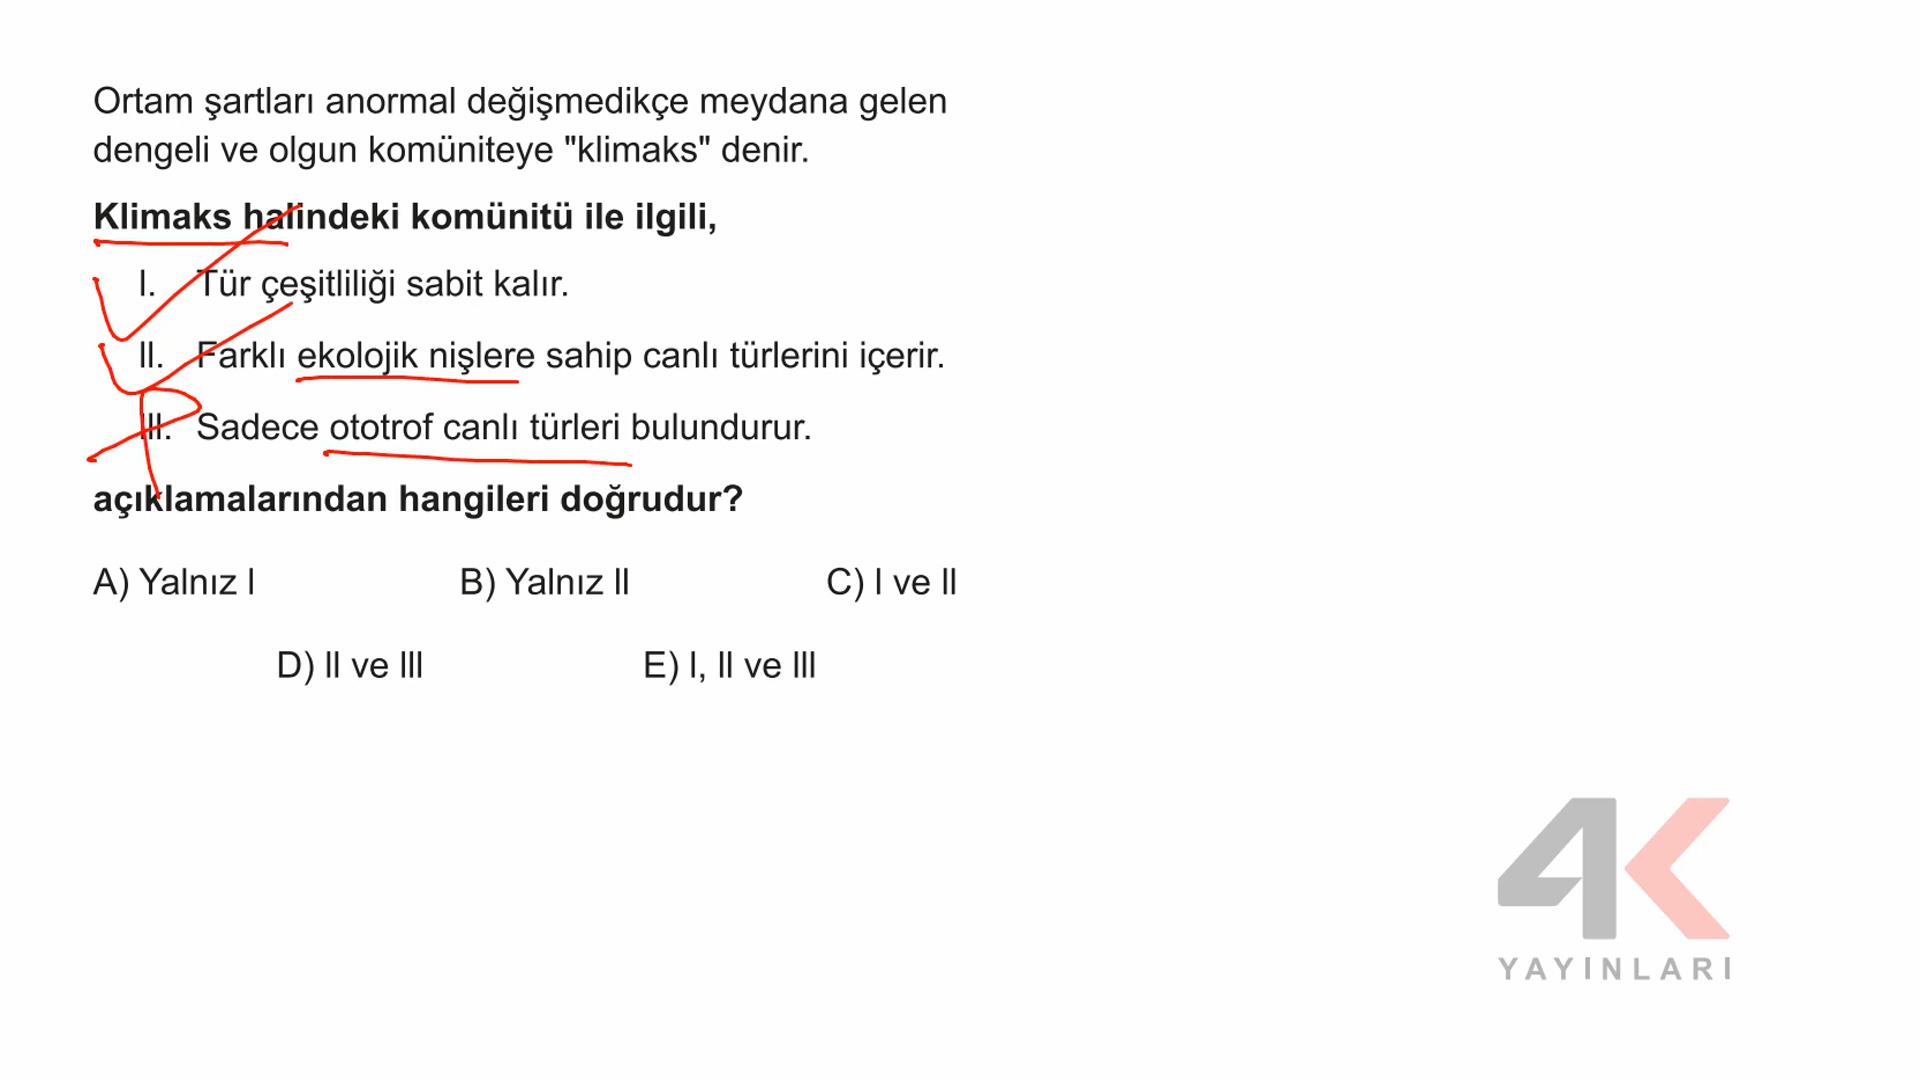 Ortam şartları anormal değişmedikçe meydana gelen
dengeli ve olgun komüniteye "klimaks" denir.
Klimaks halindeki komünitü ile ilgili,
I. Tür çeşitliliği sabit kalır.
II. Farklı ekolojik nişlere sahip canlı türlerini içerir.
III. Sadece ototrof canlı türleri bulundurur.
açıklamalarından hangileri doğrudur?
A) Yalnız I B) Yalnız II C) I ve II
D) II ve III E) I, II ve III
4K
YAYINLARI